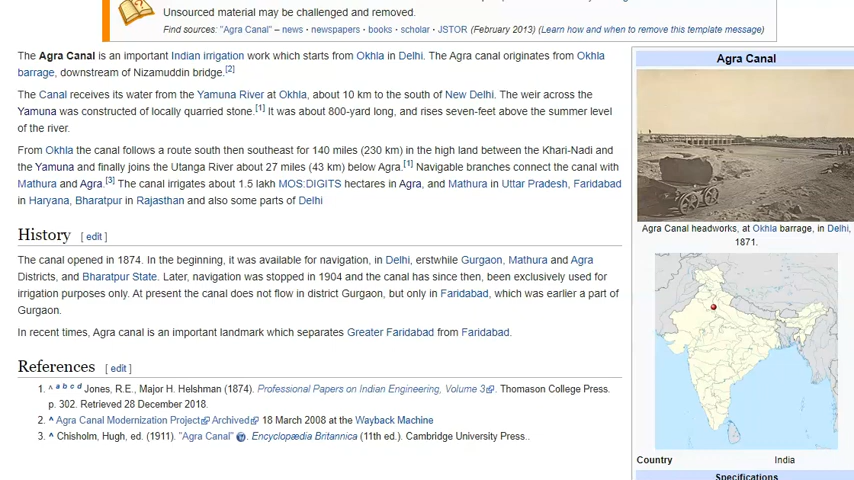 Unsourced material may be challenged and removed.
Find sources: "Agra Canal" – news · newspapers · books · scholar · JSTOR (February 2013) (Learn how and when to remove this template message)
The Agra Canal is an important Indian irrigation work which starts from Okhla in Delhi. The Agra canal originates from Okhla
barrage, downstream of Nizamuddin bridge.[2]
The Canal receives its water from the Yamuna River at Okhla, about 10 km to the south of New Delhi. The weir across the
Yamuna was constructed of locally quarried stone.[1] It was about 800-yard long, and rises seven-feet above the summer level
of the river.
From Okhla the canal follows a route south then southeast for 140 miles (230 km) in the high land between the Khari-Nadi and
the Yamuna and finally joins the Utanga River about 27 miles (43 km) below Agra.[1] Navigable branches connect the canal with
Mathura and Agra.[3] The canal irrigates about 1.5 lakh MOS:DIGITS hectares in Agra, and Mathura in Uttar Pradesh, Faridabad
in Haryana, Bharatpur in Rajasthan and also some parts of Delhi
History [ edit ]
The canal opened in 1874. In the beginning, it was available for navigation, in Delhi, erstwhile Gurgaon, Mathura and Agra
Districts, and Bharatpur State. Later, navigation was stopped in 1904 and the canal has since then, been exclusively used for
irrigation purposes only. At present the canal does not flow in district Gurgaon, but only in Faridabad, which was earlier a part of
Gurgaon.
In recent times, Agra canal is an important landmark which separates Greater Faridabad from Faridabad.
References [ edit ]
1. ^ a b c d Jones, R.E., Major H. Helshman (1874). Professional Papers on Indian Engineering, Volume 3. Thomason College Press.
p. 302. Retrieved 28 December 2018.
2. ^ Agra Canal Modernization Project Archived 18 March 2008 at the Wayback Machine
3. ^ Chisholm, Hugh, ed. (1911). "Agra Canal" . Encyclopædia Britannica (11th ed.). Cambridge University Press..
Agra Canal
Agra Canal headworks, at Okhla barrage, in Delhi,
1871.
Country India
Specifications